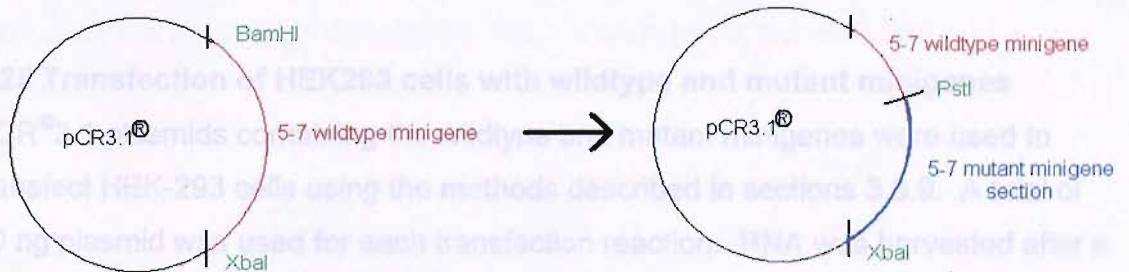 BamHI
pCR3.1®
5-7 wildtype minigene
XbaI
5-7 wildtype minigene
PstI
pCR3.1®
5-7 mutant minigene
section
XbaI
Transfection of HEK293 cells with wildtype and mutant minigenes
plasmids containing the wildtype and mutant minigenes were used to
HEK-293 cells using the methods described in sections A of
ng plasmid was used for each transfection reaction. RNA was harvested after a